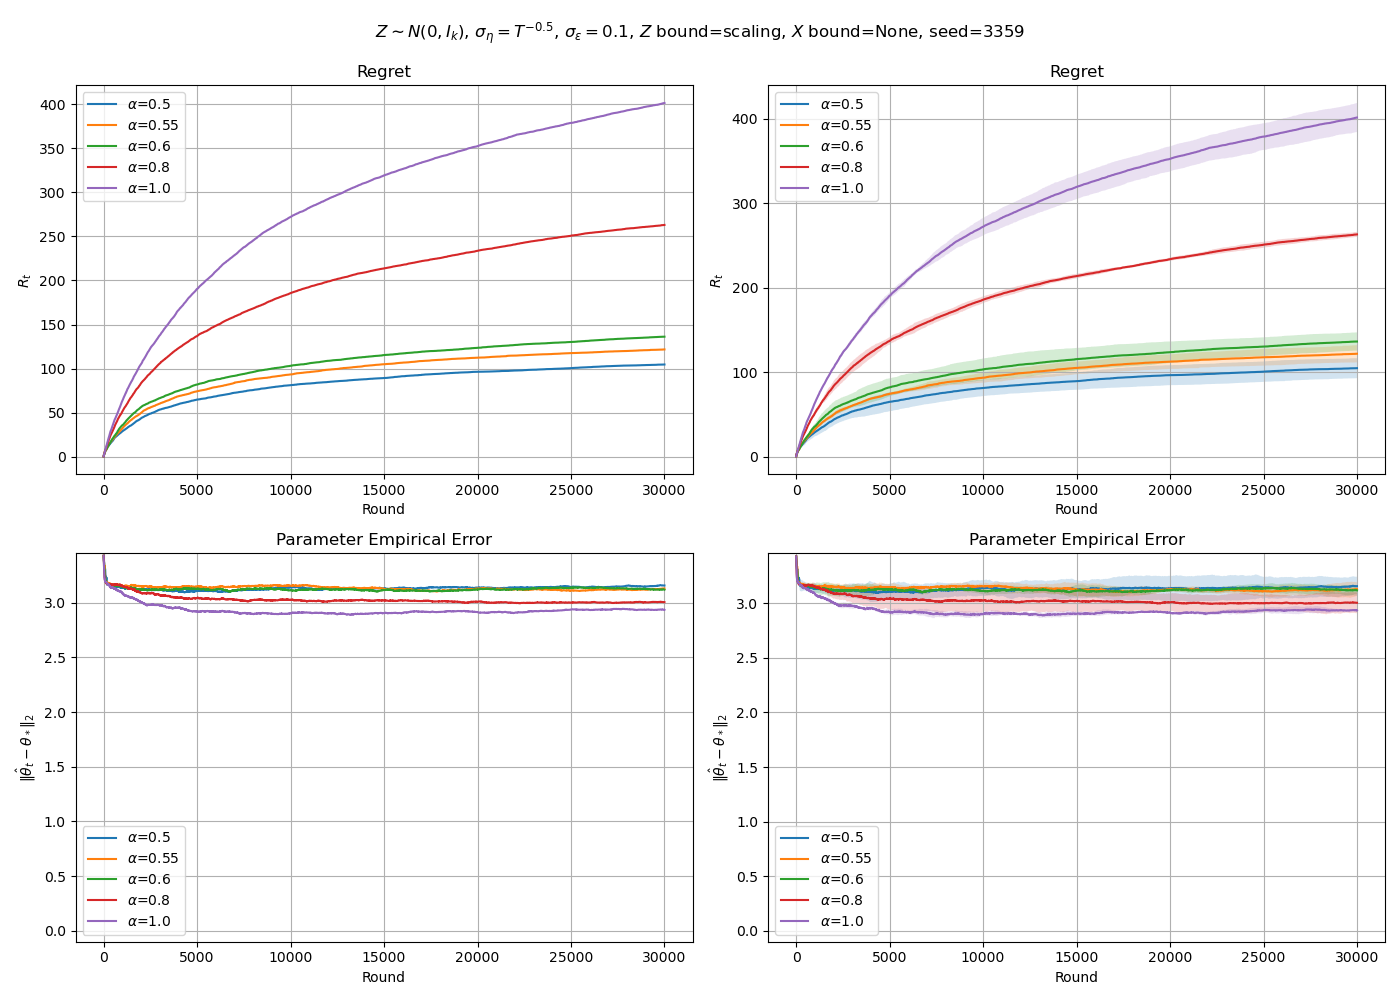 Z ∼ N(0, I_k), σ_η = T^{−0.5}, σ_ε = 0.1, Z bound=scaling, X bound=None, seed=3359
Regret
R_t
400
350
300
250
200
150
100
50
0
α=0.5
α=0.55
α=0.6
α=0.8
α=1.0
0 5000 10000 15000 20000 25000 30000
Round
Regret
R_t
400
300
200
100
0
α=0.5
α=0.55
α=0.6
α=0.8
α=1.0
0 5000 10000 15000 20000 25000 30000
Round
Parameter Empirical Error
‖θ̂_t − θ_*‖_2
3.0
2.5
2.0
1.5
1.0
0.5
0.0
α=0.5
α=0.55
α=0.6
α=0.8
α=1.0
0 5000 10000 15000 20000 25000 30000
Round
Parameter Empirical Error
‖θ̂_t − θ_*‖_2
3.0
2.5
2.0
1.5
1.0
0.5
0.0
α=0.5
α=0.55
α=0.6
α=0.8
α=1.0
0 5000 10000 15000 20000 25000 30000
Round